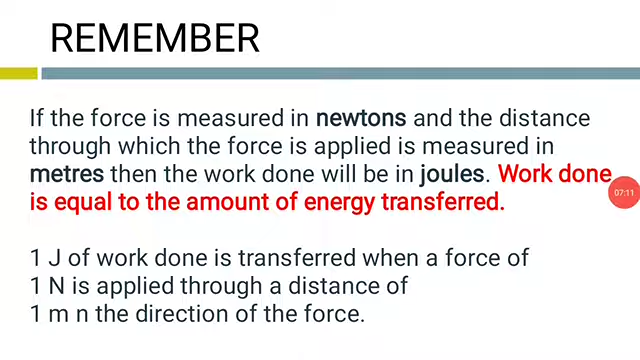 REMEMBER
If the force is measured in newtons and the distance
through which the force is applied is measured in
metres then the work done will be in joules. Work done
is equal to the amount of energy transferred.
07:11
1 J of work done is transferred when a force of
1 N is applied through a distance of
1 m n the direction of the force.